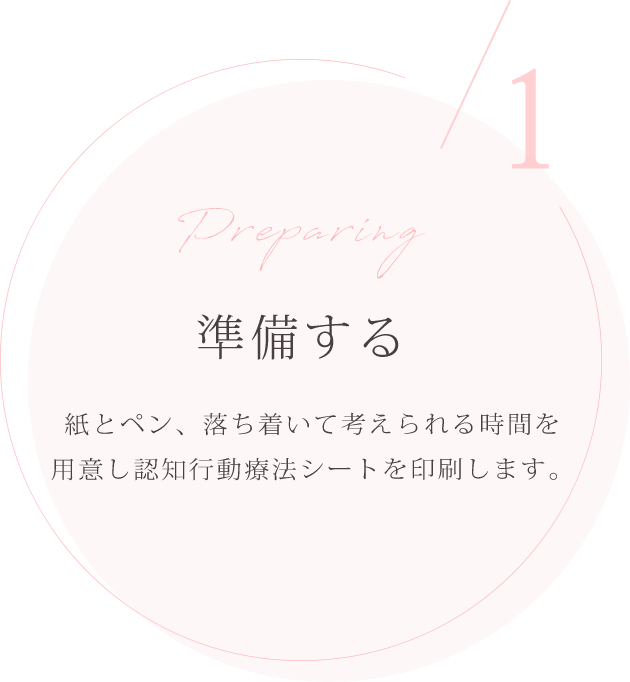 1
Preparing
準備する
紙とペン、落ち着いて考えられる時間を
用意し認知行動療法シートを印刷します。